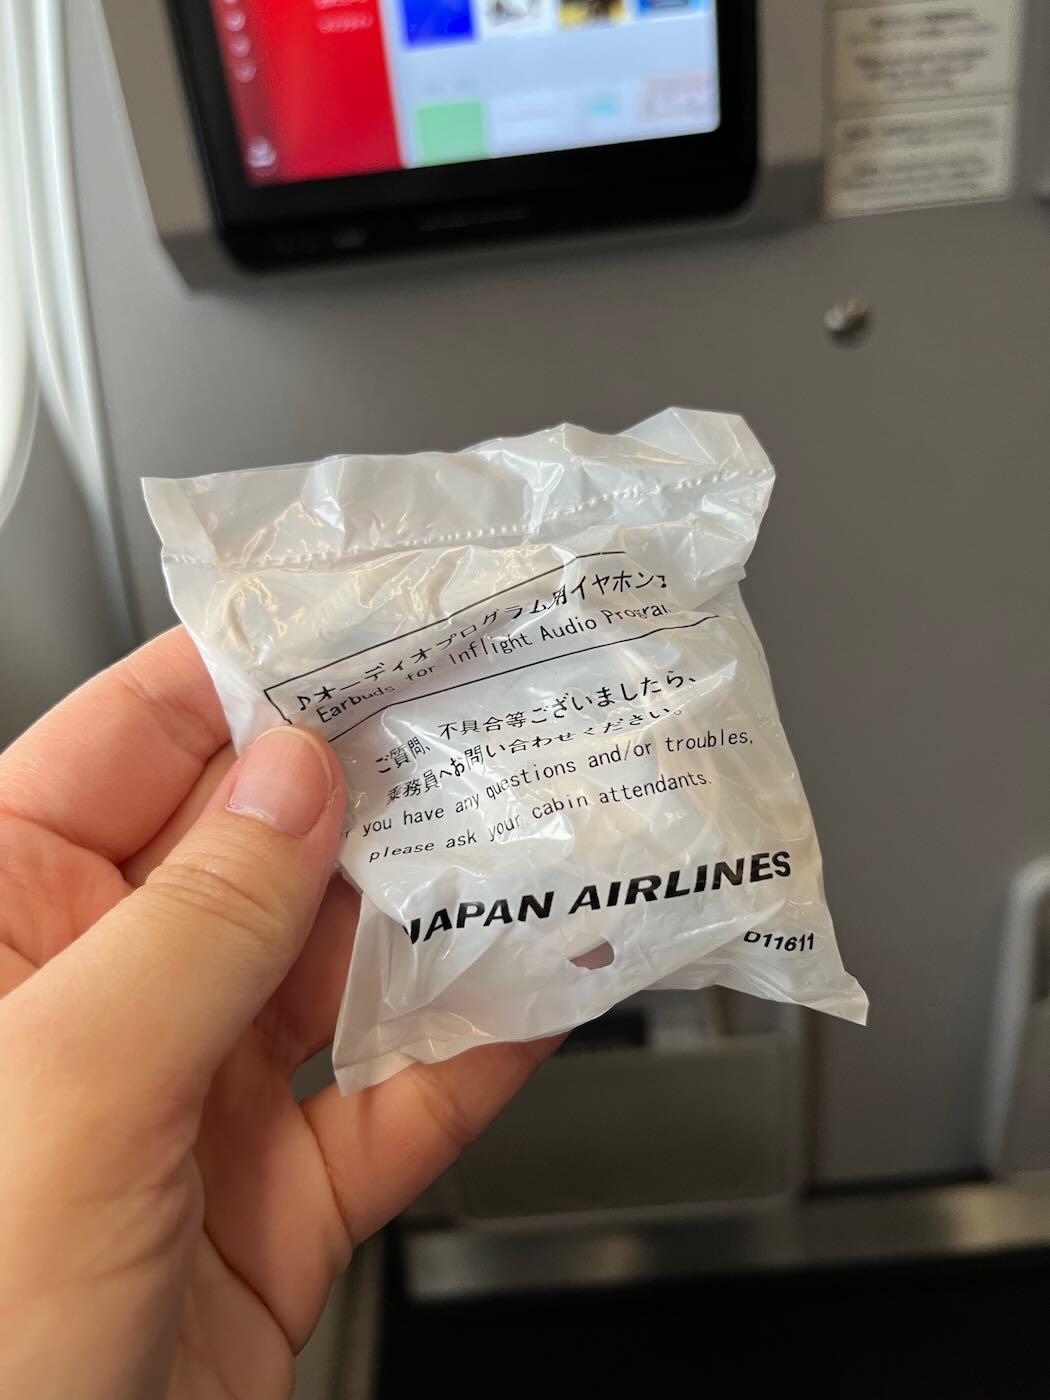 ♪オーディオプログラム用イヤホン♪
Earbuds for Inflight Audio
ご質問、不具合等ございましたら、
乗務員へお問い合わせください。
you have any questions and/or troubles,
please ask your cabin attendants.
JAPAN AIRLINES
D11611